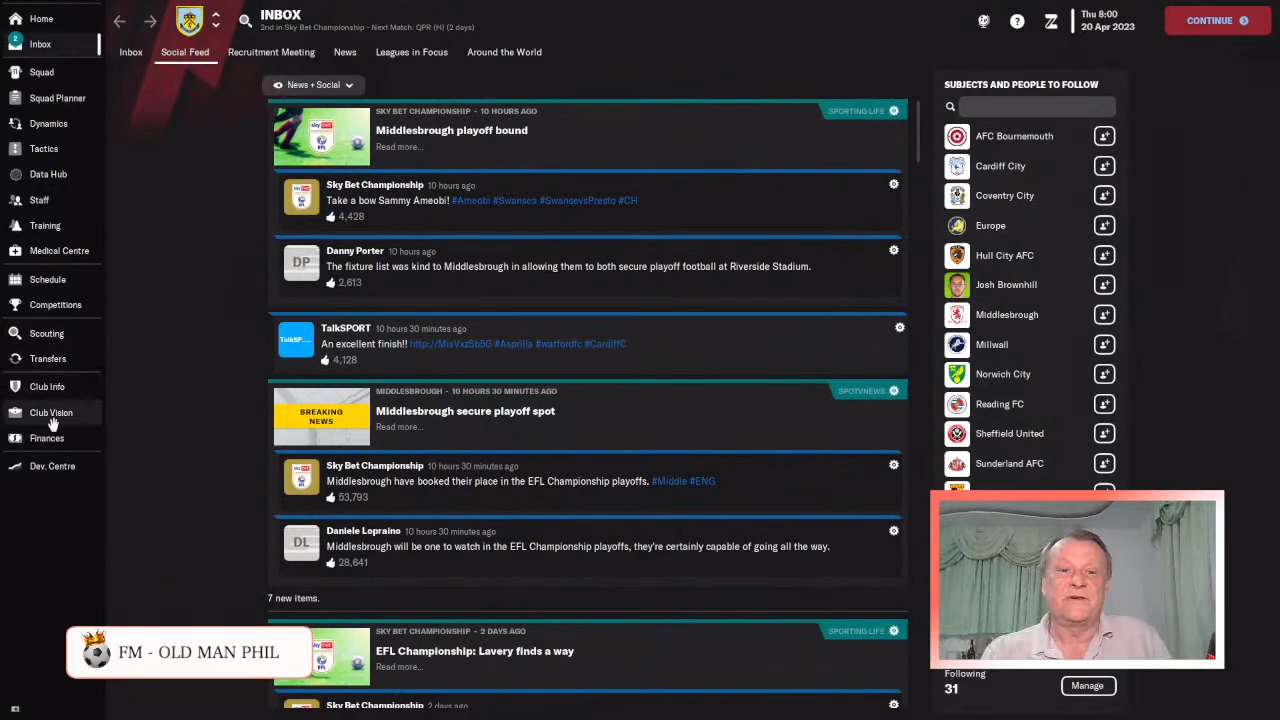 INBOX
2nd in Sky Bet Championship - Next Match: QPR (H) (2 days)
Thu 8:00
20 Apr 2023
CONTINUE
Home
2
Inbox
Squad
Squad Planner
Dynamics
Tactics
Data Hub
Staff
Training
Medical Centre
Schedule
Competitions
Scouting
Transfers
Club Info
Club Vision
Finances
Dev. Centre
Inbox
Social Feed
Recruitment Meeting
News
Leagues in Focus
Around the World
News + Social
SKY BET CHAMPIONSHIP - 10 HOURS AGO
SPORTING LIFE
Middlesbrough playoff bound
Read more...
Sky Bet Championship 10 hours ago
Take a bow Sammy Ameobi! #Ameobi #Swansea #SwansevsPresto #CH
4,428
DP
Danny Porter 10 hours ago
The fixture list was kind to Middlesbrough in allowing them to both secure playoff football at Riverside Stadium.
2,613
TalkSP....
TalkSPORT 10 hours 30 minutes ago
An excellent finish!! http://MisVxzSb5G #Asprilla #watfordfc #CardiffC
4,128
MIDDLESBROUGH - 10 HOURS 30 MINUTES AGO
SPOTVNEWS
BREAKING
NEWS
Middlesbrough secure playoff spot
Read more...
Sky Bet Championship 10 hours 30 minutes ago
Middlesbrough have booked their place in the EFL Championship playoffs. #Middle #ENG
53,793
DL
Daniele Lopraino 10 hours 30 minutes ago
Middlesbrough will be one to watch in the EFL Championship playoffs, they're certainly capable of going all the way.
28,641
7 new items.
SKY BET CHAMPIONSHIP - 2 DAYS AGO
SPORTING LIFE
EFL Championship: Lavery finds a way
Read more...
Sky Bet Championship 2 days ago
SUBJECTS AND PEOPLE TO FOLLOW
AFC Bournemouth
Cardiff City
Coventry City
Europe
Hull City AFC
Josh Brownhill
Middlesbrough
Millwall
Norwich City
Reading FC
Sheffield United
Sunderland AFC
Following
31
Manage
FM - OLD MAN PHIL